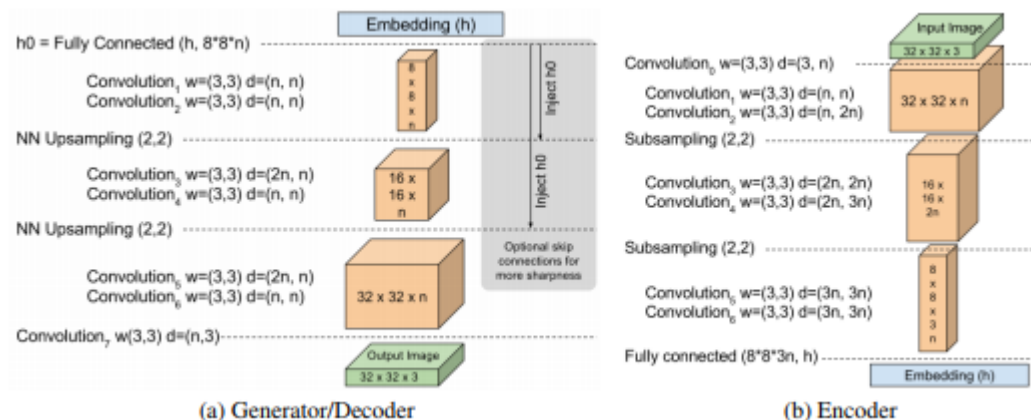 Embedding (h)
h0 = Fully Connected (h, 8*8*n)
Convolution₁ w=(3,3) d=(n, n)
Convolution₂ w=(3,3) d=(n, n)
8
x
8
x
n
Inject h0
NN Upsampling (2,2)
Convolution₃ w=(3,3) d=(2n, n)
Convolution₄ w=(3,3) d=(n, n)
16 x
16 x
n
Inject h0
NN Upsampling (2,2)
Optional skip
connections for
more sharpness
Convolution₅ w=(3,3) d=(2n, n)
Convolution₆ w=(3,3) d=(n, n)
32 x 32 x n
Convolution₇ w(3,3) d=(n,3)
Output Image
32 x 32 x 3
(a) Generator/Decoder
Input Image
32 x 32 x 3
Convolution₀ w=(3,3) d=(3, n)
Convolution₁ w=(3,3) d=(n, n)
Convolution₂ w=(3,3) d=(n, 2n)
32 x 32 x n
Subsampling (2,2)
Convolution₃ w=(3,3) d=(2n, 2n)
Convolution₄ w=(3,3) d=(2n, 3n)
16 x
16 x
2n
Subsampling (2,2)
Convolution₅ w=(3,3) d=(3n, 3n)
Convolution₆ w=(3,3) d=(3n, 3n)
8
x
8
x
3
n
Fully connected (8*8*3n, h)
Embedding (h)
(b) Encoder